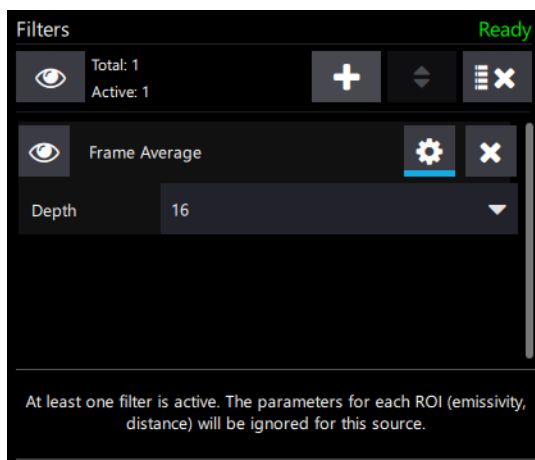 Filters Ready
Total: 1
Active: 1
Frame Average
Depth 16
At least one filter is active. The parameters for each ROI (emissivity,
distance) will be ignored for this source.